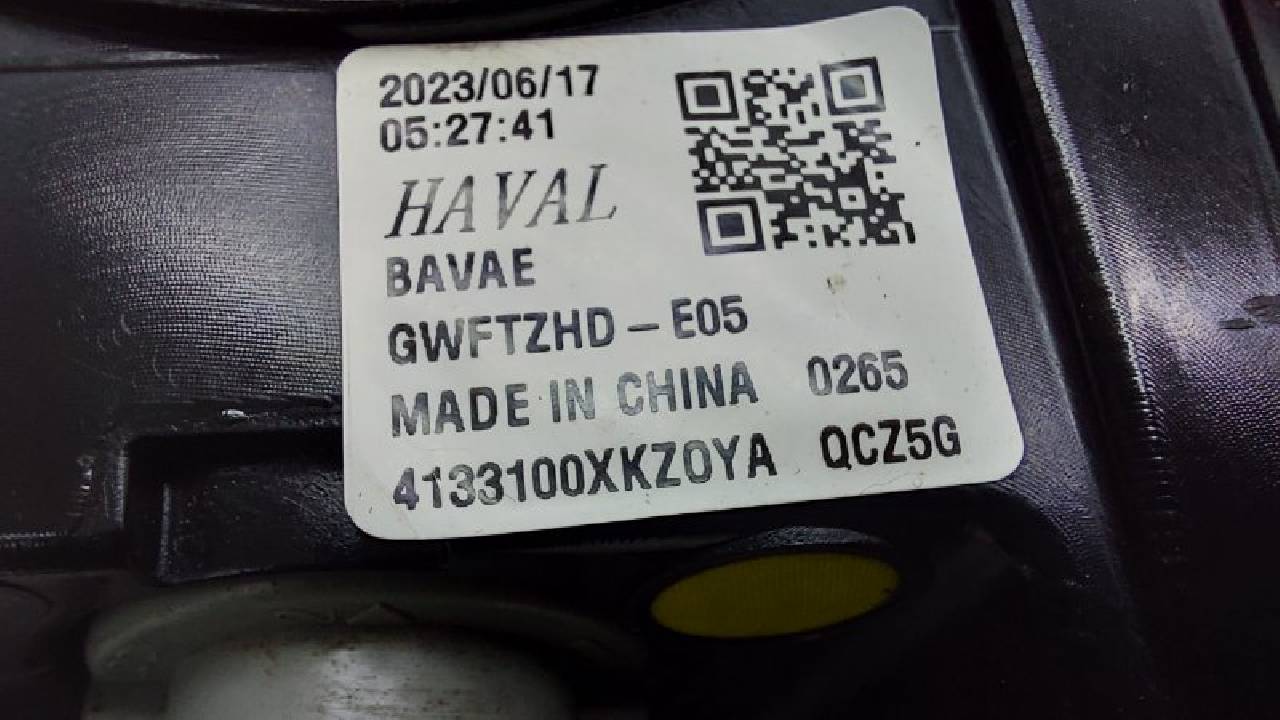 2023/06/17
05:27:41
HAVAL
BAVAE
GWFTZHD-E05
MADE IN CHINA 0265
4133100XKZ0YA QCZ5G